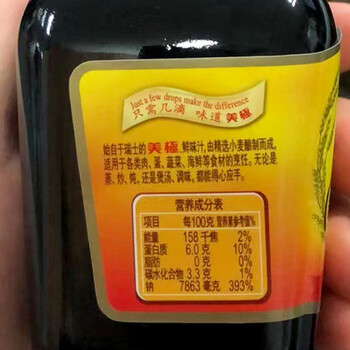 Just a few drops make the difference
只需几滴 味道美極
始自于瑞士的美極鲜味汁,由精选小麦酿制而成,
适用于各类肉、蛋、蔬菜、海鲜等食材的烹饪。无论是
蒸、炒、炖、还是煲汤、调味,都能得心应手。
营养成分表
项目 每100克 营养素参考值%
能量 158 千焦 2%
蛋白质 6.0 克 10%
脂肪 0 克 0%
碳水化合物 3.3 克 1%
钠 7863 毫克 393%